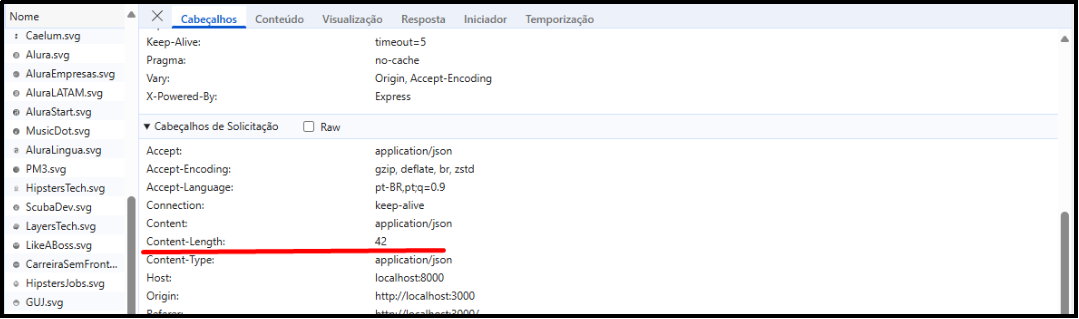 Nome
Caelum.svg
Alura.svg
AluraEmpresas.svg
AluraLATAM.svg
AluraStart.svg
MusicDot.svg
AluraLingua.svg
PM3.svg
HipstersTech.svg
ScubaDev.svg
LayersTech.svg
LikeABoss.svg
CarreiraSemFront...
HipstersJobs.svg
GUJ.svg
Cabeçalhos Conteúdo Visualização Resposta Iniciador Temporização
Keep-Alive: timeout=5
Pragma: no-cache
Vary: Origin, Accept-Encoding
X-Powered-By: Express
Cabeçalhos de Solicitação Raw
Accept: application/json
Accept-Encoding: gzip, deflate, br, zstd
Accept-Language: pt-BR,pt;q=0.9
Connection: keep-alive
Content: application/json
Content-Length: 42
Content-Type: application/json
Host: localhost:8000
Origin: http://localhost:3000
Referer: http://localhost:3000/